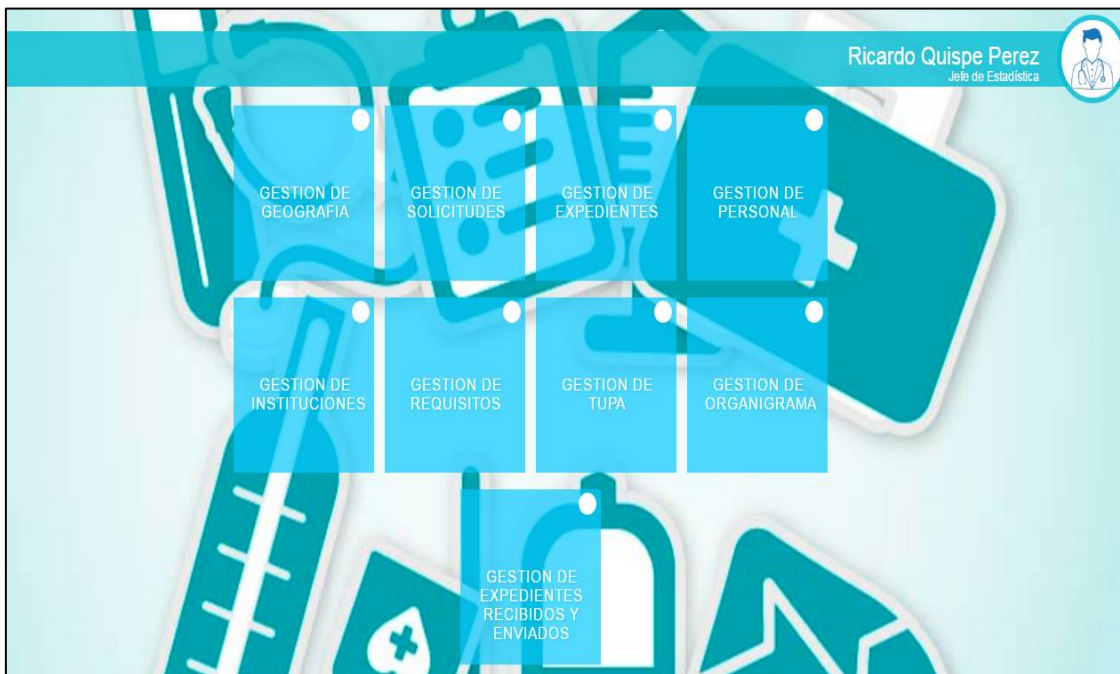 Ricardo Quispe Perez
Jefe de Estadística
GESTION DE
GEOGRAFIA
GESTION DE
SOLICITUDES
GESTION DE
EXPEDIENTES
GESTION DE
PERSONAL
GESTION DE
INSTITUCIONES
GESTION DE
REQUISITOS
GESTION DE
TUPA
GESTION DE
ORGANIGRAMA
GESTION DE
EXPEDIENTES
RECIBIDOS Y
ENVIADOS